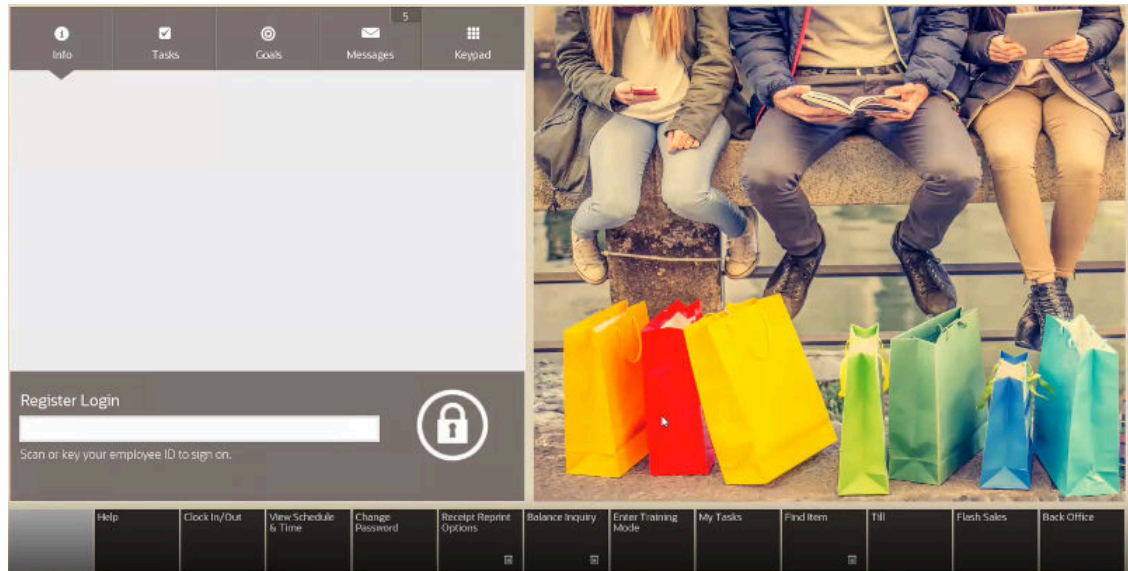 5
Info
Tasks
Goals
Messages
Keypad
Register Login
Scan or key your employee ID to sign on.
Help
Clock In/Out
View Schedule
& Time
Change
Password
Receipt Reprint
Options
Balance Inquiry
Enter Training
Mode
My Tasks
Find Item
Till
Flash Sales
Back Office